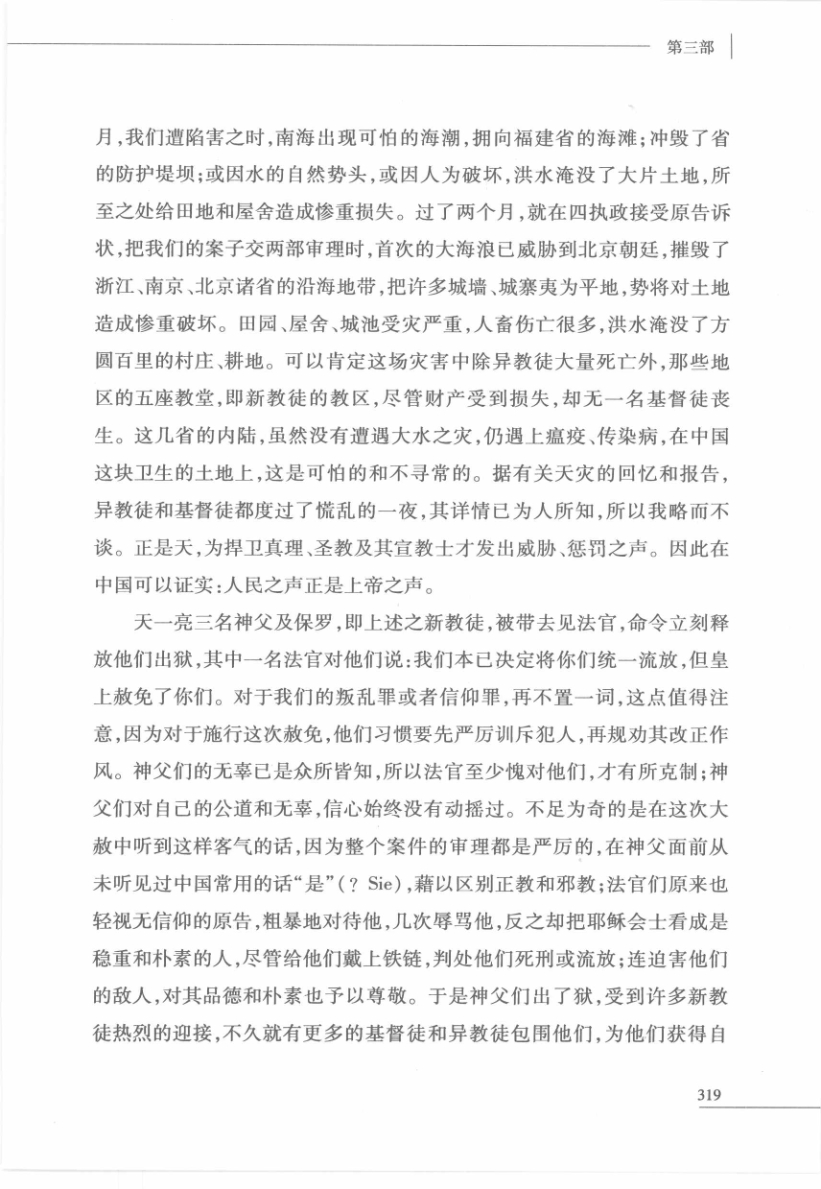 第三部
月,我们遭陷害之时,南海出现可怕的海潮,拥向福建省的海滩;冲毁了省
的防护堤坝;或因水的自然势头,或因人为破坏,洪水淹没了大片土地,所
至之处给田地和屋舍造成惨重损失。过了两个月,就在四执政接受原告诉
状,把我们的案子交两部审理时,首次的大海浪已威胁到北京朝廷,摧毁了
浙江、南京、北京诸省的沿海地带,把许多城墙、城寨夷为平地,势将对土地
造成惨重破坏。田园、屋舍、城池受灾严重,人畜伤亡很多,洪水淹没了方
圆百里的村庄、耕地。可以肯定这场灾害中除异教徒大量死亡外,那些地
区的五座教堂,即新教徒的教区,尽管财产受到损失,却无一名基督徒丧
生。这几省的内陆,虽然没有遭遇大水之灾,仍遇上瘟疫、传染病,在中国
这块卫生的土地上,这是可怕的和不寻常的。据有关天灾的回忆和报告,
异教徒和基督徒都度过了慌乱的一夜,其详情已为人所知,所以我略而不
谈。正是天,为捍卫真理、圣教及其宣教士才发出威胁、惩罚之声。因此在
中国可以证实:人民之声正是上帝之声。
天一亮三名神父及保罗,即上述之新教徒,被带去见法官,命令立刻释
放他们出狱,其中一名法官对他们说:我们本已决定将你们统一流放,但皇
上赦免了你们。对于我们的叛乱罪或者信仰罪,再不置一词,这点值得注
意,因为对于施行这次赦免,他们习惯要先严厉训斥犯人,再规劝其改正作
风。神父们的无辜已是众所皆知,所以法官至少愧对他们,才有所克制;神
父们对自己的公道和无辜,信心始终没有动摇过。不足为奇的是在这次大
赦中听到这样客气的话,因为整个案件的审理都是严厉的,在神父面前从
未听见过中国常用的话“是”(? Sie),藉以区别正教和邪教;法官们原来也
轻视无信仰的原告,粗暴地对待他,几次辱骂他,反之却把耶稣会士看成是
稳重和朴素的人,尽管给他们戴上铁链,判处他们死刑或流放;连迫害他们
的敌人,对其品德和朴素也予以尊敬。于是神父们出了狱,受到许多新教
徒热烈的迎接,不久就有更多的基督徒和异教徒包围他们,为他们获得自
319